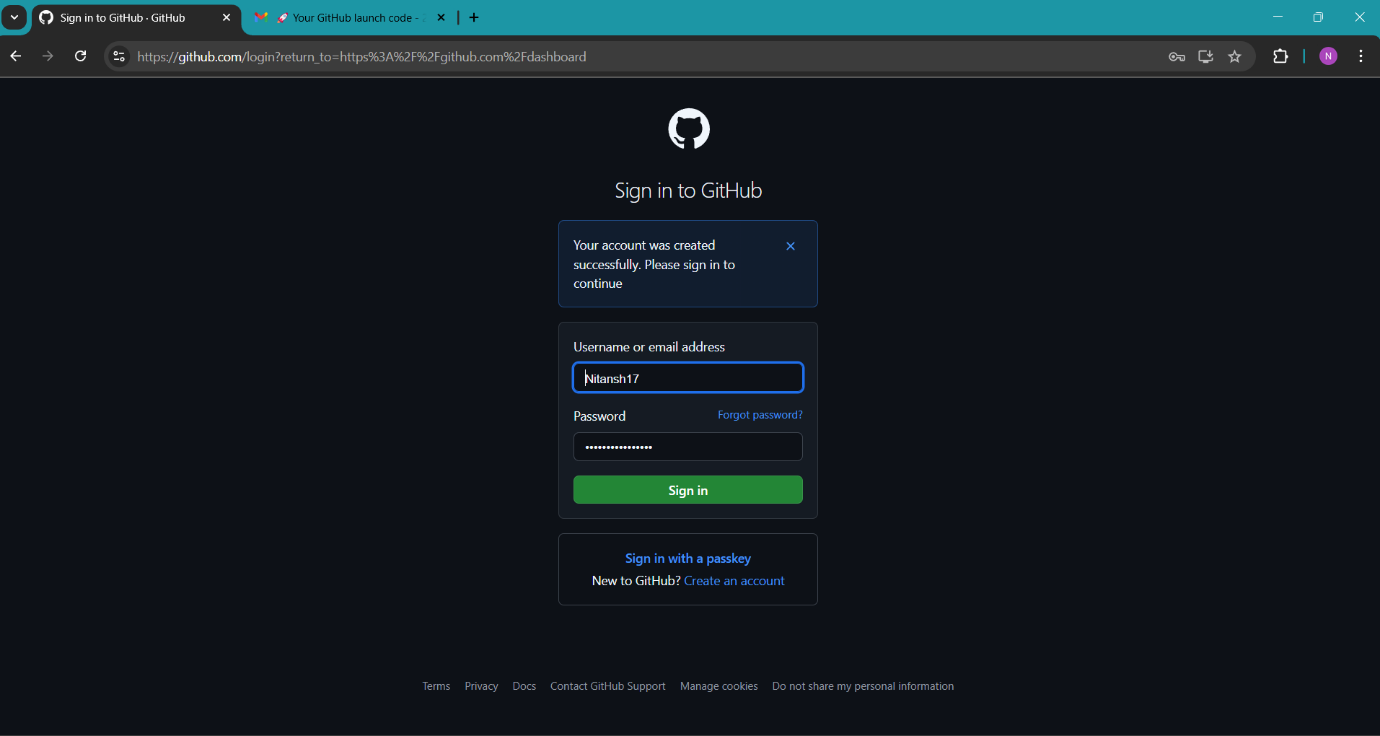 Sign in to GitHub · GitHub
Your GitHub launch code -
https://github.com/login?return_to=https%3A%2F%2Fgithub.com%2Fdashboard
N
Sign in to GitHub
Your account was created
successfully. Please sign in to
continue
Username or email address
Nitansh17
Password Forgot password?
Sign in
Sign in with a passkey
New to GitHub? Create an account
Terms Privacy Docs Contact GitHub Support Manage cookies Do not share my personal information